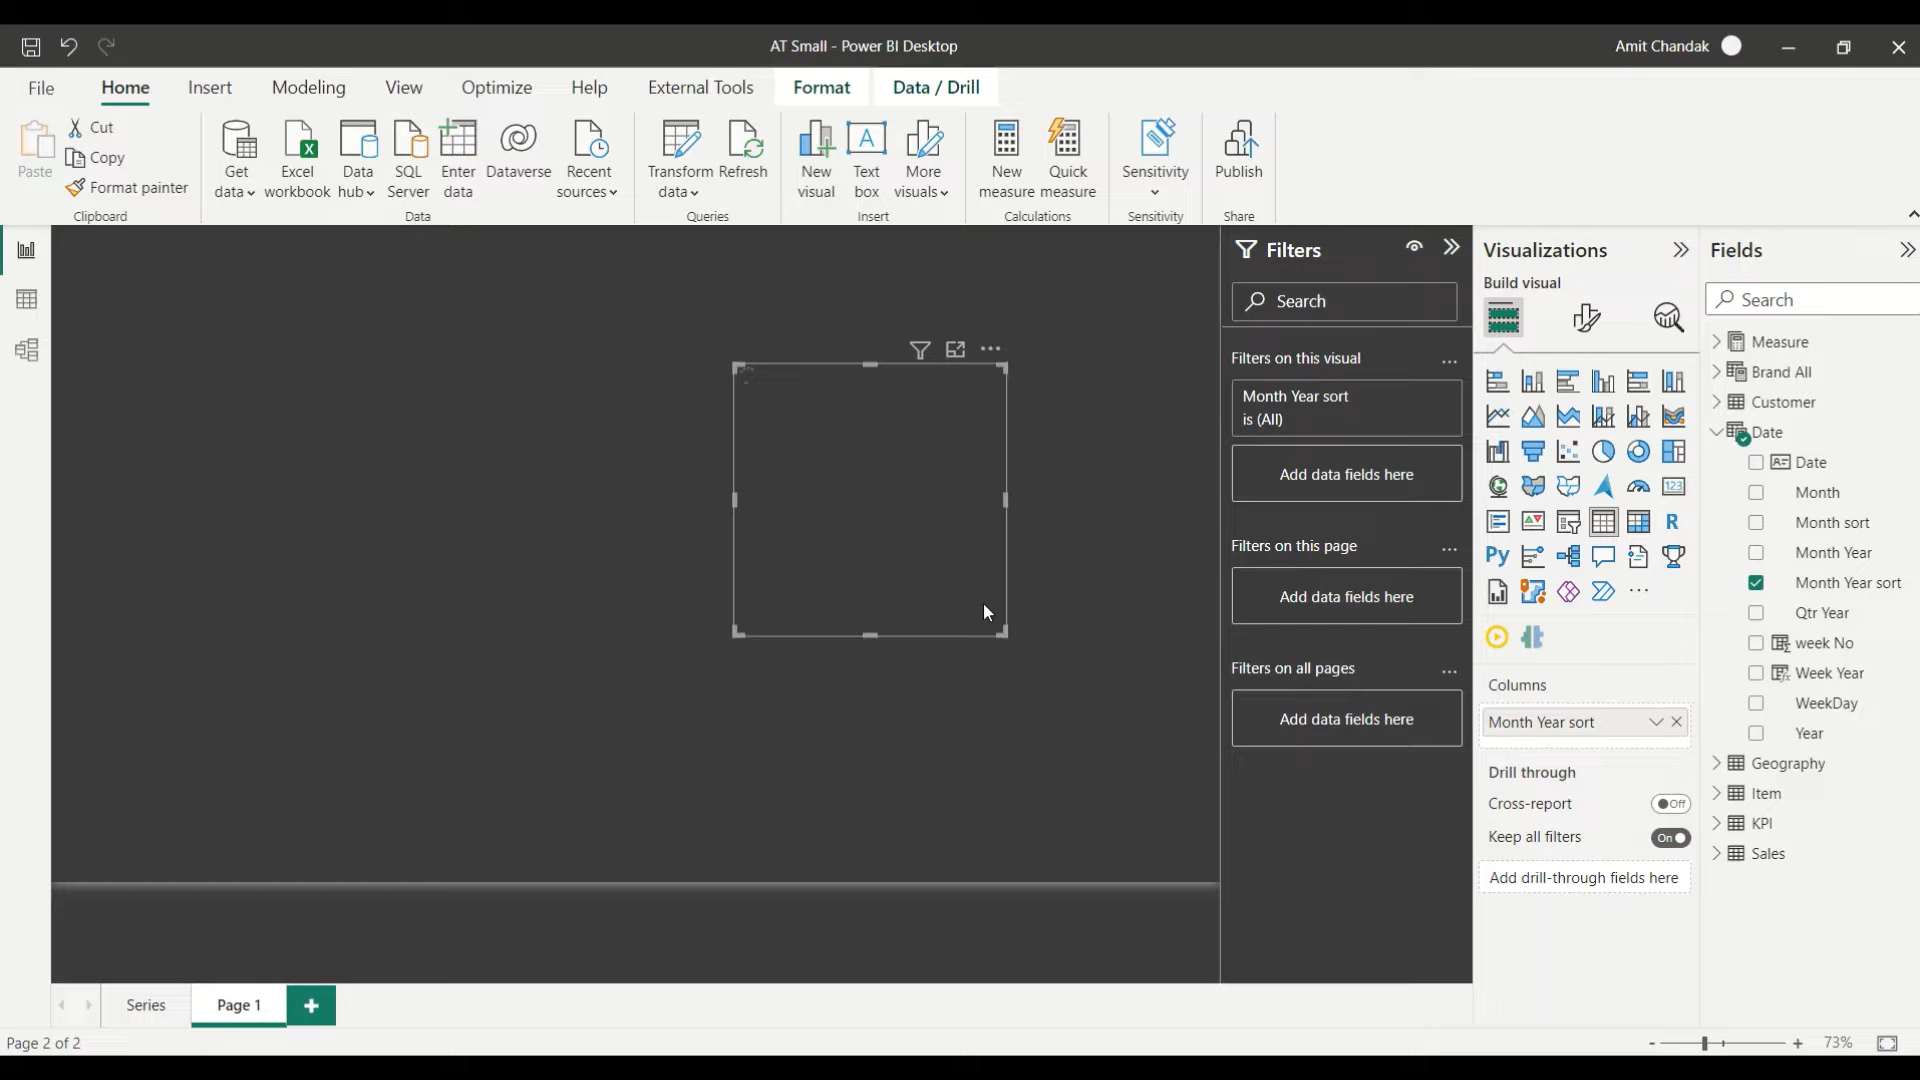 AT Small - Power BI Desktop
Amit Chandak
File
Home
Insert
Modeling
View
Optimize
Help
External Tools
Format
Data / Drill
Paste
Cut
Copy
Format painter
Clipboard
Get data
Excel workbook
Data hub
SQL Server
Enter data
Dataverse
Recent sources
Data
Transform data
Refresh
Queries
New visual
A
Text box
More visuals
Insert
New measure
Quick measure
Calculations
Sensitivity
Sensitivity
Publish
Share
Filters
Search
Filters on this visual
Month Year sort
is (All)
Add data fields here
Filters on this page
Add data fields here
Filters on all pages
Add data fields here
Visualizations
Build visual
123
R
Py
Columns
Month Year sort
Drill through
Cross-report
Off
Keep all filters
On
Add drill-through fields here
Fields
Search
Measure
Brand All
Customer
Date
Date
Month
Month sort
Month Year
Month Year sort
Qtr Year
week No
Week Year
WeekDay
Year
Geography
Item
KPI
Sales
Series
Page 1
Page 2 of 2
- + 73%